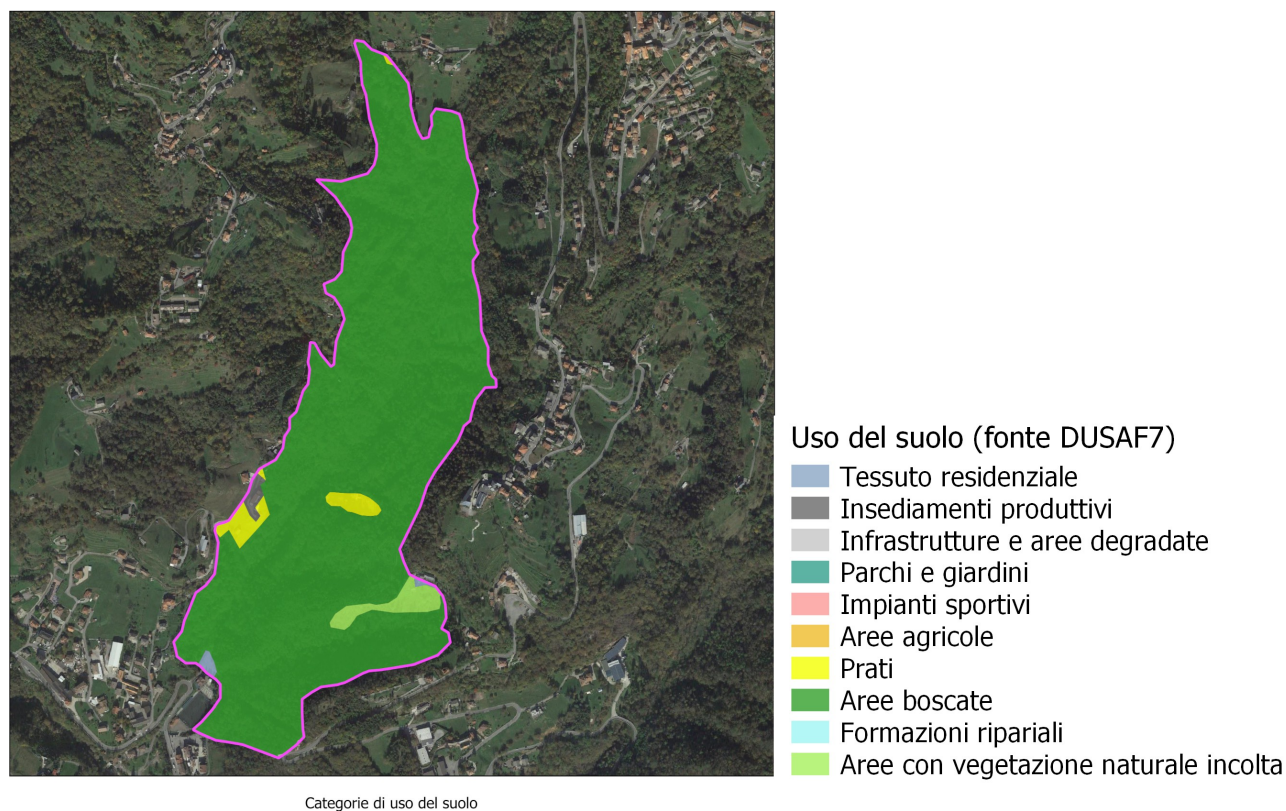 Uso del suolo (fonte DUSAF7)
Tessuto residenziale
Insediamenti produttivi
Infrastrutture e aree degradate
Parchi e giardini
Impianti sportivi
Aree agricole
Prati
Aree boscate
Formazioni ripariali
Aree con vegetazione naturale incolta
Categorie di uso del suolo